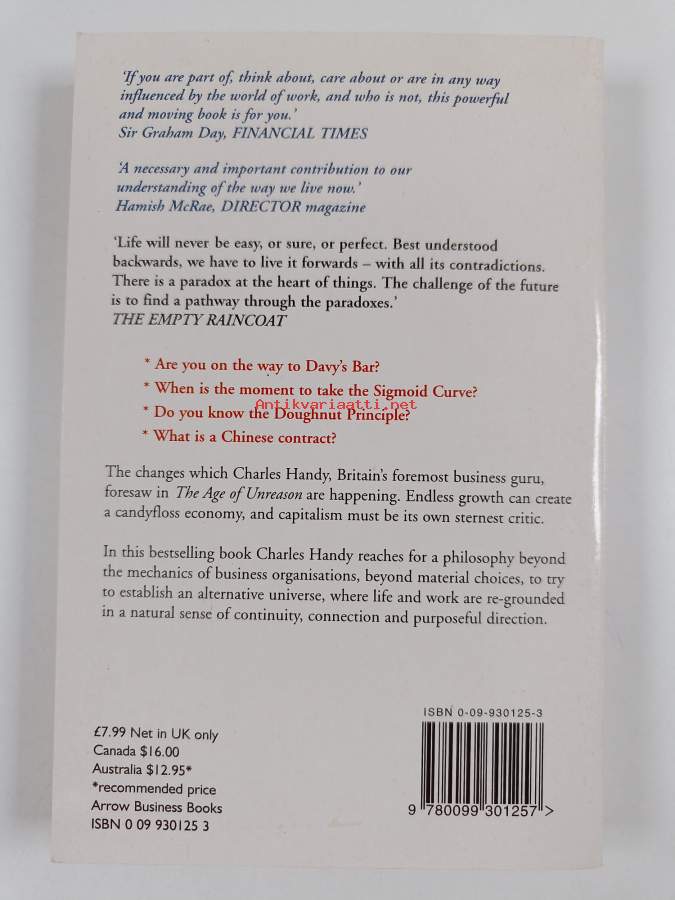 ‘If you are part of, think about, care about or are in any way
influenced by the world of work, and who is not, this powerful
and moving book is for you.’
Sir Graham Day, FINANCIAL TIMES
‘A necessary and important contribution to our
understanding of the way we live now.’
Hamish McRae, DIRECTOR magazine
‘Life will never be easy, or sure, or perfect. Best understood
backwards, we have to live it forwards – with all its contradictions.
There is a paradox at the heart of things. The challenge of the future
is to find a pathway through the paradoxes.’
THE EMPTY RAINCOAT
* Are you on the way to Davy's Bar?
* When is the moment to take the Sigmoid Curve?
Antikvariaatti.net
* Do you know the Doughnut Principle?
* What is a Chinese contract?
The changes which Charles Handy, Britain's foremost business guru,
foresaw in The Age of Unreason are happening. Endless growth can create
a candyfloss economy, and capitalism must be its own sternest critic.
In this bestselling book Charles Handy reaches for a philosophy beyond
the mechanics of business organisations, beyond material choices, to try
to establish an alternative universe, where life and work are re-grounded
in a natural sense of continuity, connection and purposeful direction.
£7.99 Net in UK only
Canada $16.00
Australia $12.95*
*recommended price
Arrow Business Books
ISBN 0 09 930125 3
ISBN 0-09-930125-3
9 780099 301257 >